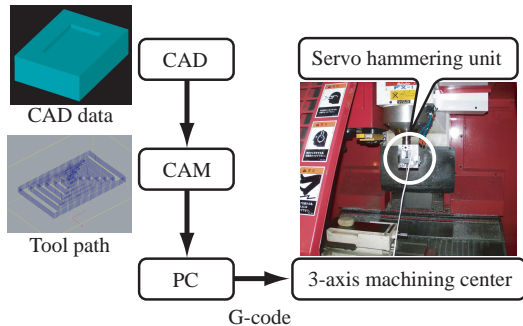 CAD
Servo hammering unit
CAD data
CAM
Tool path
PC
3-axis machining center
G-code